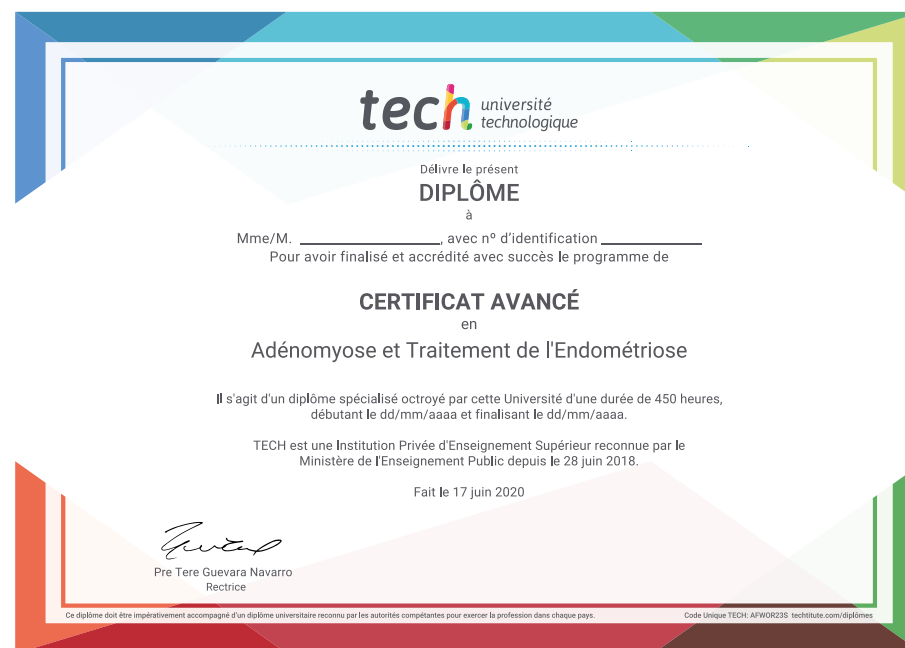 tech université
technologique
Délivre le présent
DIPLÔME
à
Mme/M. ____________________, avec nº d'identification ______________
Pour avoir finalisé et accrédité avec succès le programme de
CERTIFICAT AVANCÉ
en
Adénomyose et Traitement de l'Endométriose
Il s'agit d'un diplôme spécialisé octroyé par cette Université d'une durée de 450 heures,
débutant le dd/mm/aaaa et finalisant le dd/mm/aaaa.
TECH est une Institution Privée d'Enseignement Supérieur reconnue par le
Ministère de l'Enseignement Public depuis le 28 juin 2018.
Fait le 17 juin 2020
Pre Tere Guevara Navarro
Rectrice
Ce diplôme doit être impérativement accompagné d'un diplôme universitaire reconnu par les autorités compétentes pour exercer la profession dans chaque pays.
Code Unique TECH: AFWOR23S techtitute.com/diplômes